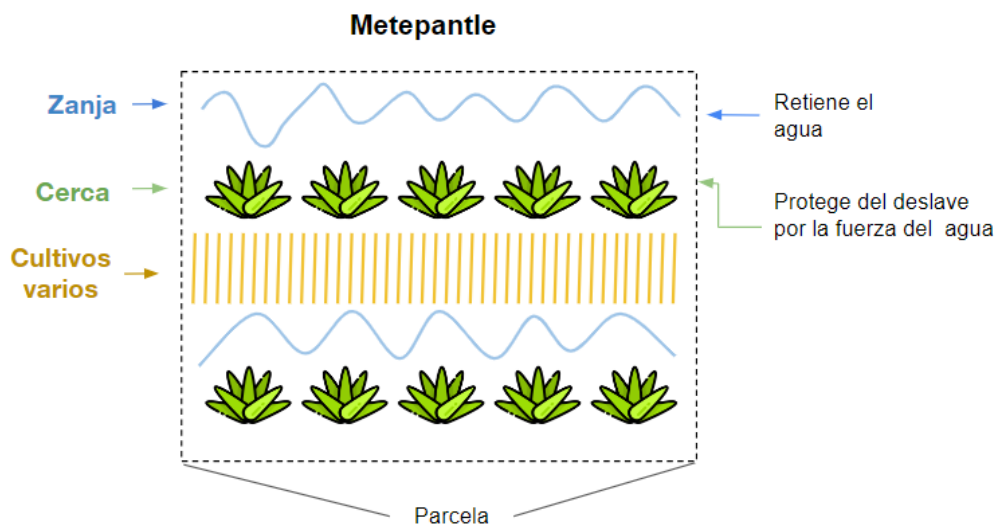 Metepantle
Zanja
Retiene el
agua
Cerca
Protege del deslave
por la fuerza del agua
Cultivos
varios
Parcela